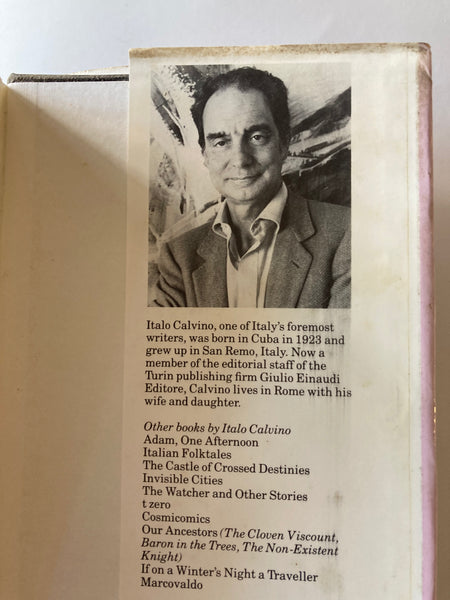 Italo Calvino, one of Italy's foremost
writers, was born in Cuba in 1923 and
grew up in San Remo, Italy. Now a
member of the editorial staff of the
Turin publishing firm Giulio Einaudi
Editore, Calvino lives in Rome with his
wife and daughter.
Other books by Italo Calvino
Adam, One Afternoon
Italian Folktales
The Castle of Crossed Destinies
Invisible Cities
The Watcher and Other Stories
t zero
Cosmicomics
Our Ancestors (The Cloven Viscount,
Baron in the Trees, The Non-Existent
Knight)
If on a Winter's Night a Traveller
Marcovaldo